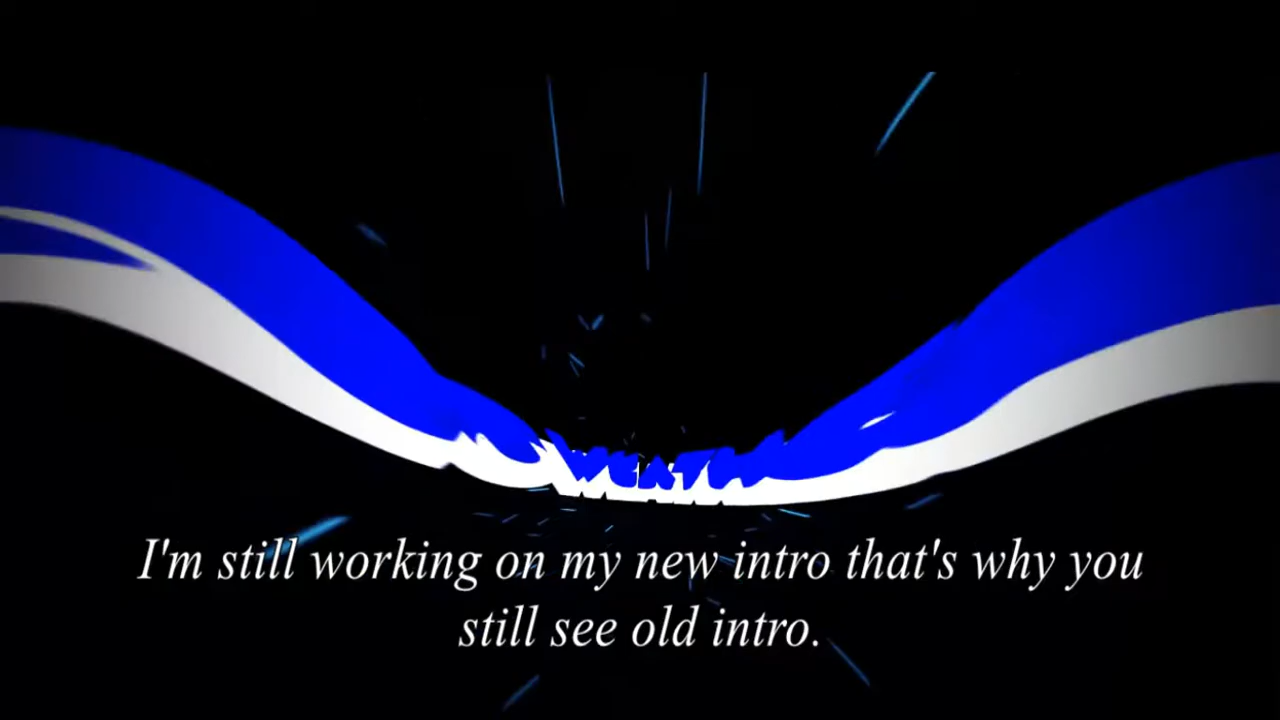 I'm still working on my new intro that's why you
still see old intro.